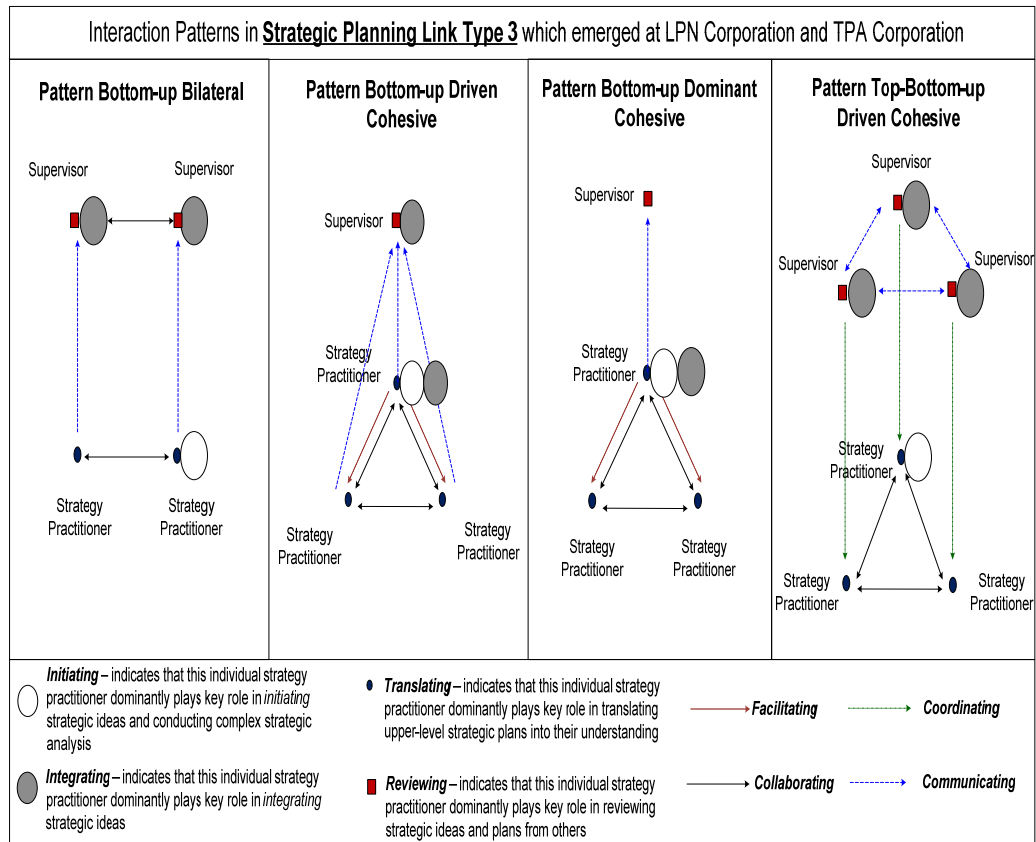 Interaction Patterns in Strategic Planning Link Type 3 which emerged at LPN Corporation and TPA Corporation
Pattern Bottom-up Bilateral
Supervisor
Supervisor
Strategy
Practitioner
Strategy
Practitioner
Pattern Bottom-up Driven
Cohesive
Supervisor
Strategy
Practitioner
Strategy
Practitioner
Strategy
Practitioner
Pattern Bottom-up Dominant
Cohesive
Supervisor
Strategy
Practitioner
Strategy
Practitioner
Strategy
Practitioner
Pattern Top-Bottom-up
Driven Cohesive
Supervisor
Supervisor
Supervisor
Strategy
Practitioner
Strategy
Practitioner
Strategy
Practitioner
Initiating – indicates that this individual strategy
practitioner dominantly plays key role in initiating
strategic ideas and conducting complex strategic
analysis
Integrating – indicates that this individual strategy
practitioner dominantly plays key role in integrating
strategic ideas
Translating – indicates that this individual strategy
practitioner dominantly plays key role in translating
upper-level strategic plans into their understanding
Reviewing – indicates that this individual strategy
practitioner dominantly plays key role in reviewing
strategic ideas and plans from others
Facilitating
Coordinating
Collaborating
Communicating